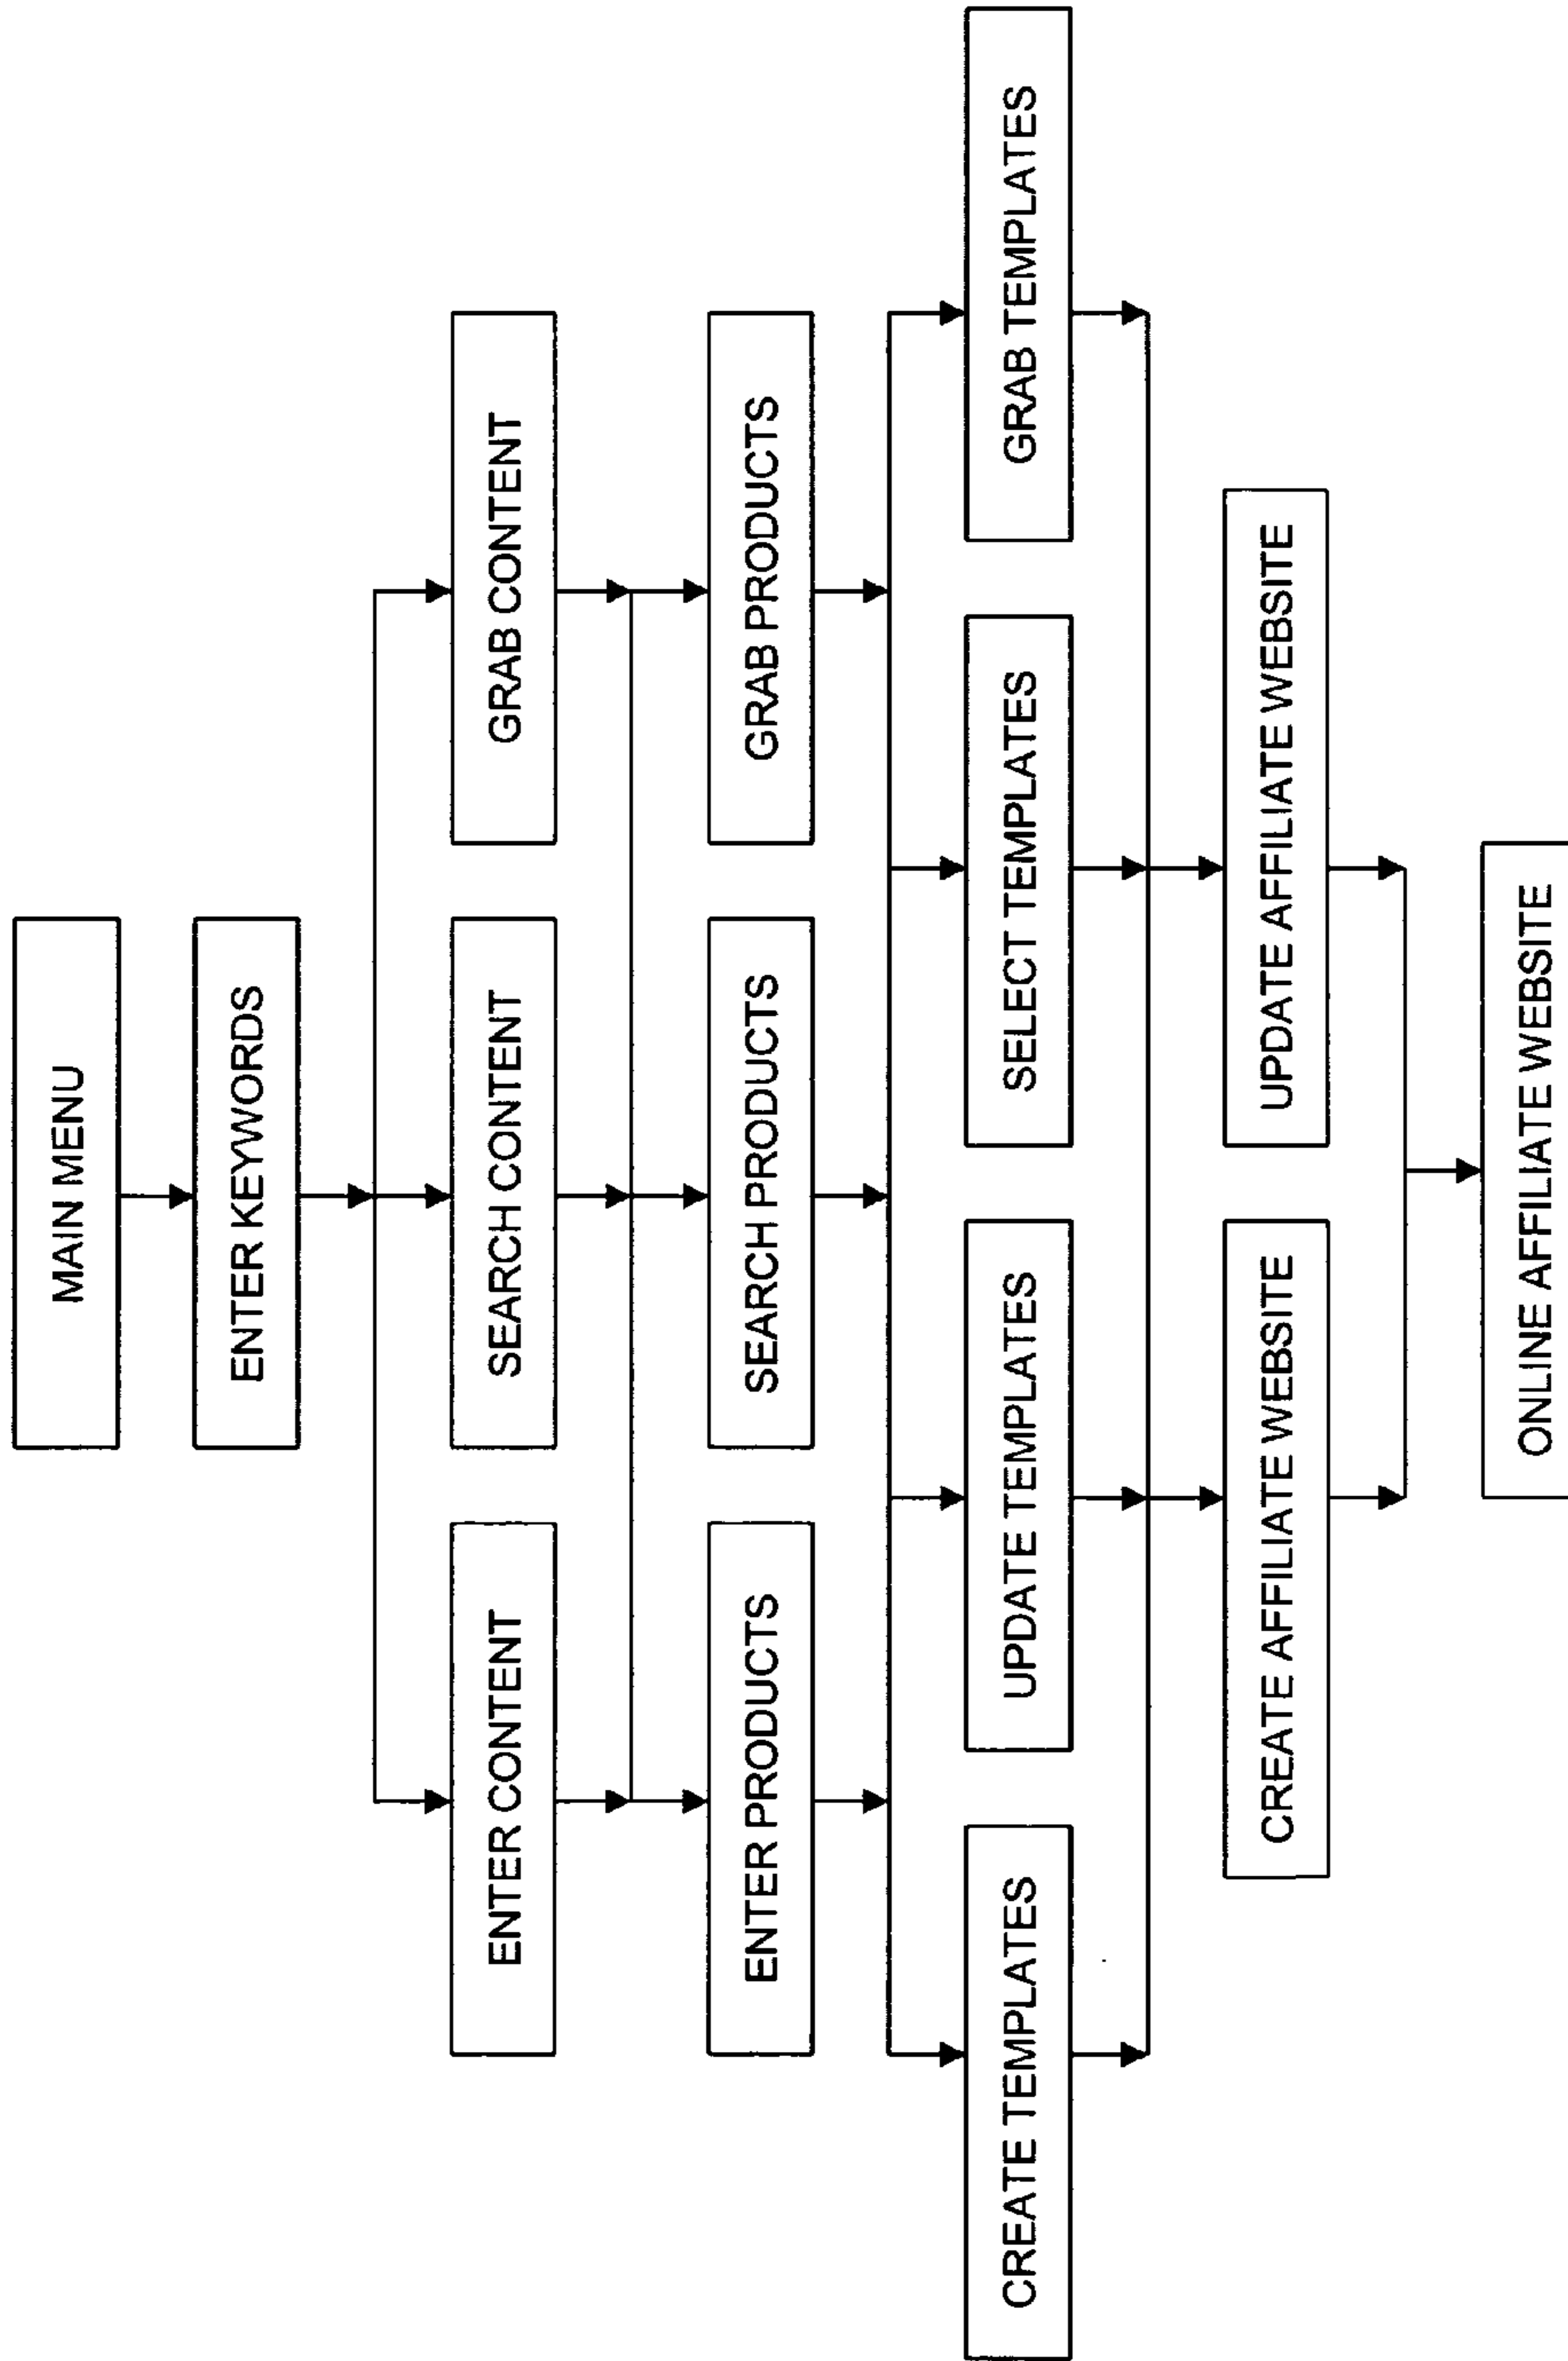 MAIN MENU
ENTER KEYWORDS
ENTER CONTENT
SEARCH CONTENT
GRAB CONTENT
ENTER PRODUCTS
SEARCH PRODUCTS
GRAB PRODUCTS
CREATE TEMPLATES
UPDATE TEMPLATES
SELECT TEMPLATES
GRAB TEMPLATES
CREATE AFFILIATE WEBSITE
UPDATE AFFILIATE WEBSITE
ONLINE AFFILIATE WEBSITE